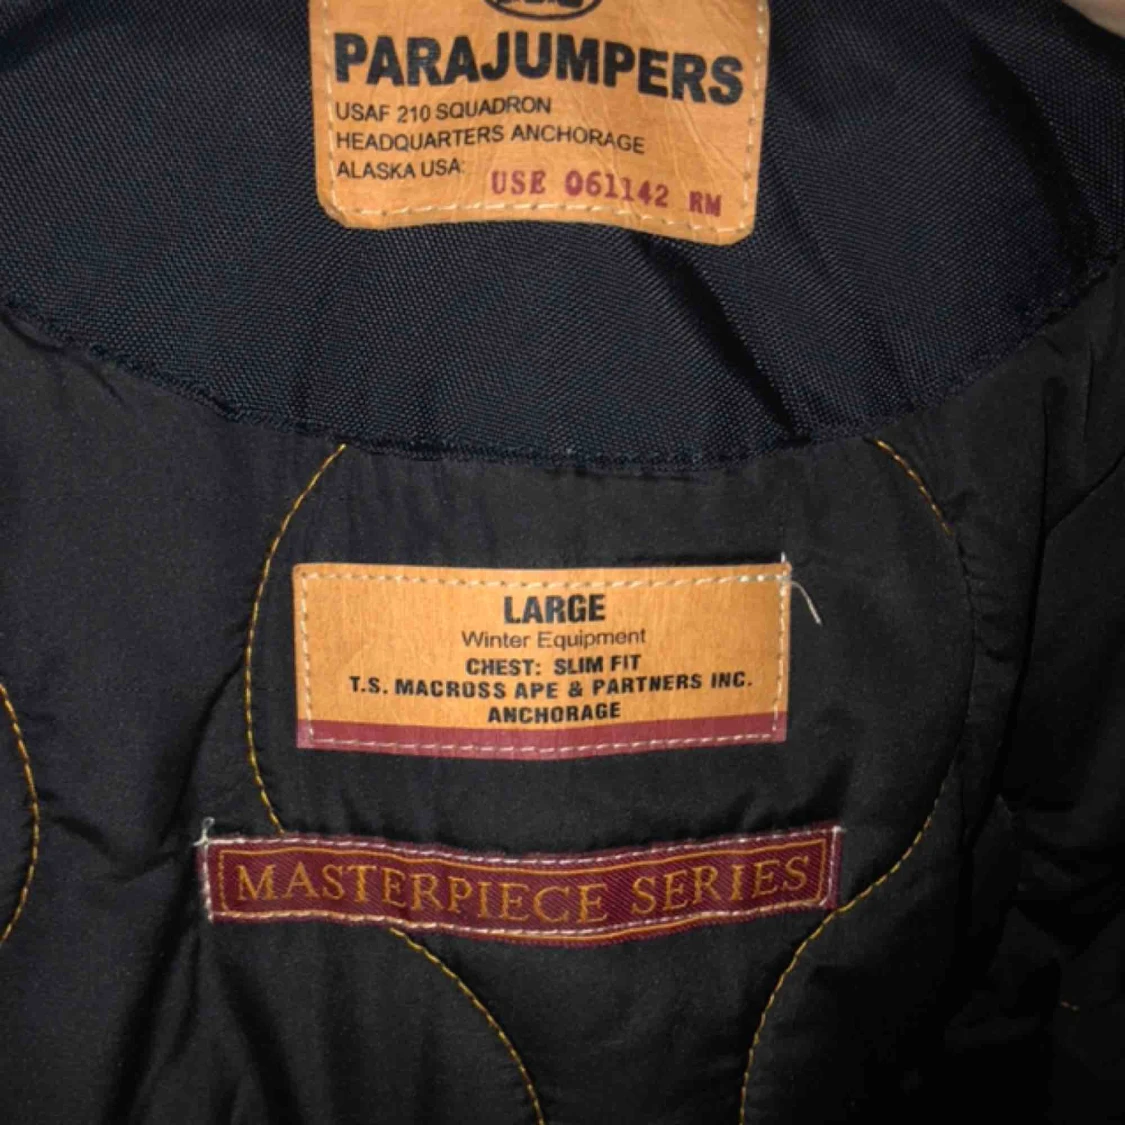 PARAJUMPERS
USAF 210 SQUADRON
HEADQUARTERS ANCHORAGE
ALASKA USA: USE 061142 RM
LARGE
Winter Equipment
CHEST: SLIM FIT
T.S. MACROSS APE & PARTNERS INC.
ANCHORAGE
MASTERPIECE SERIES